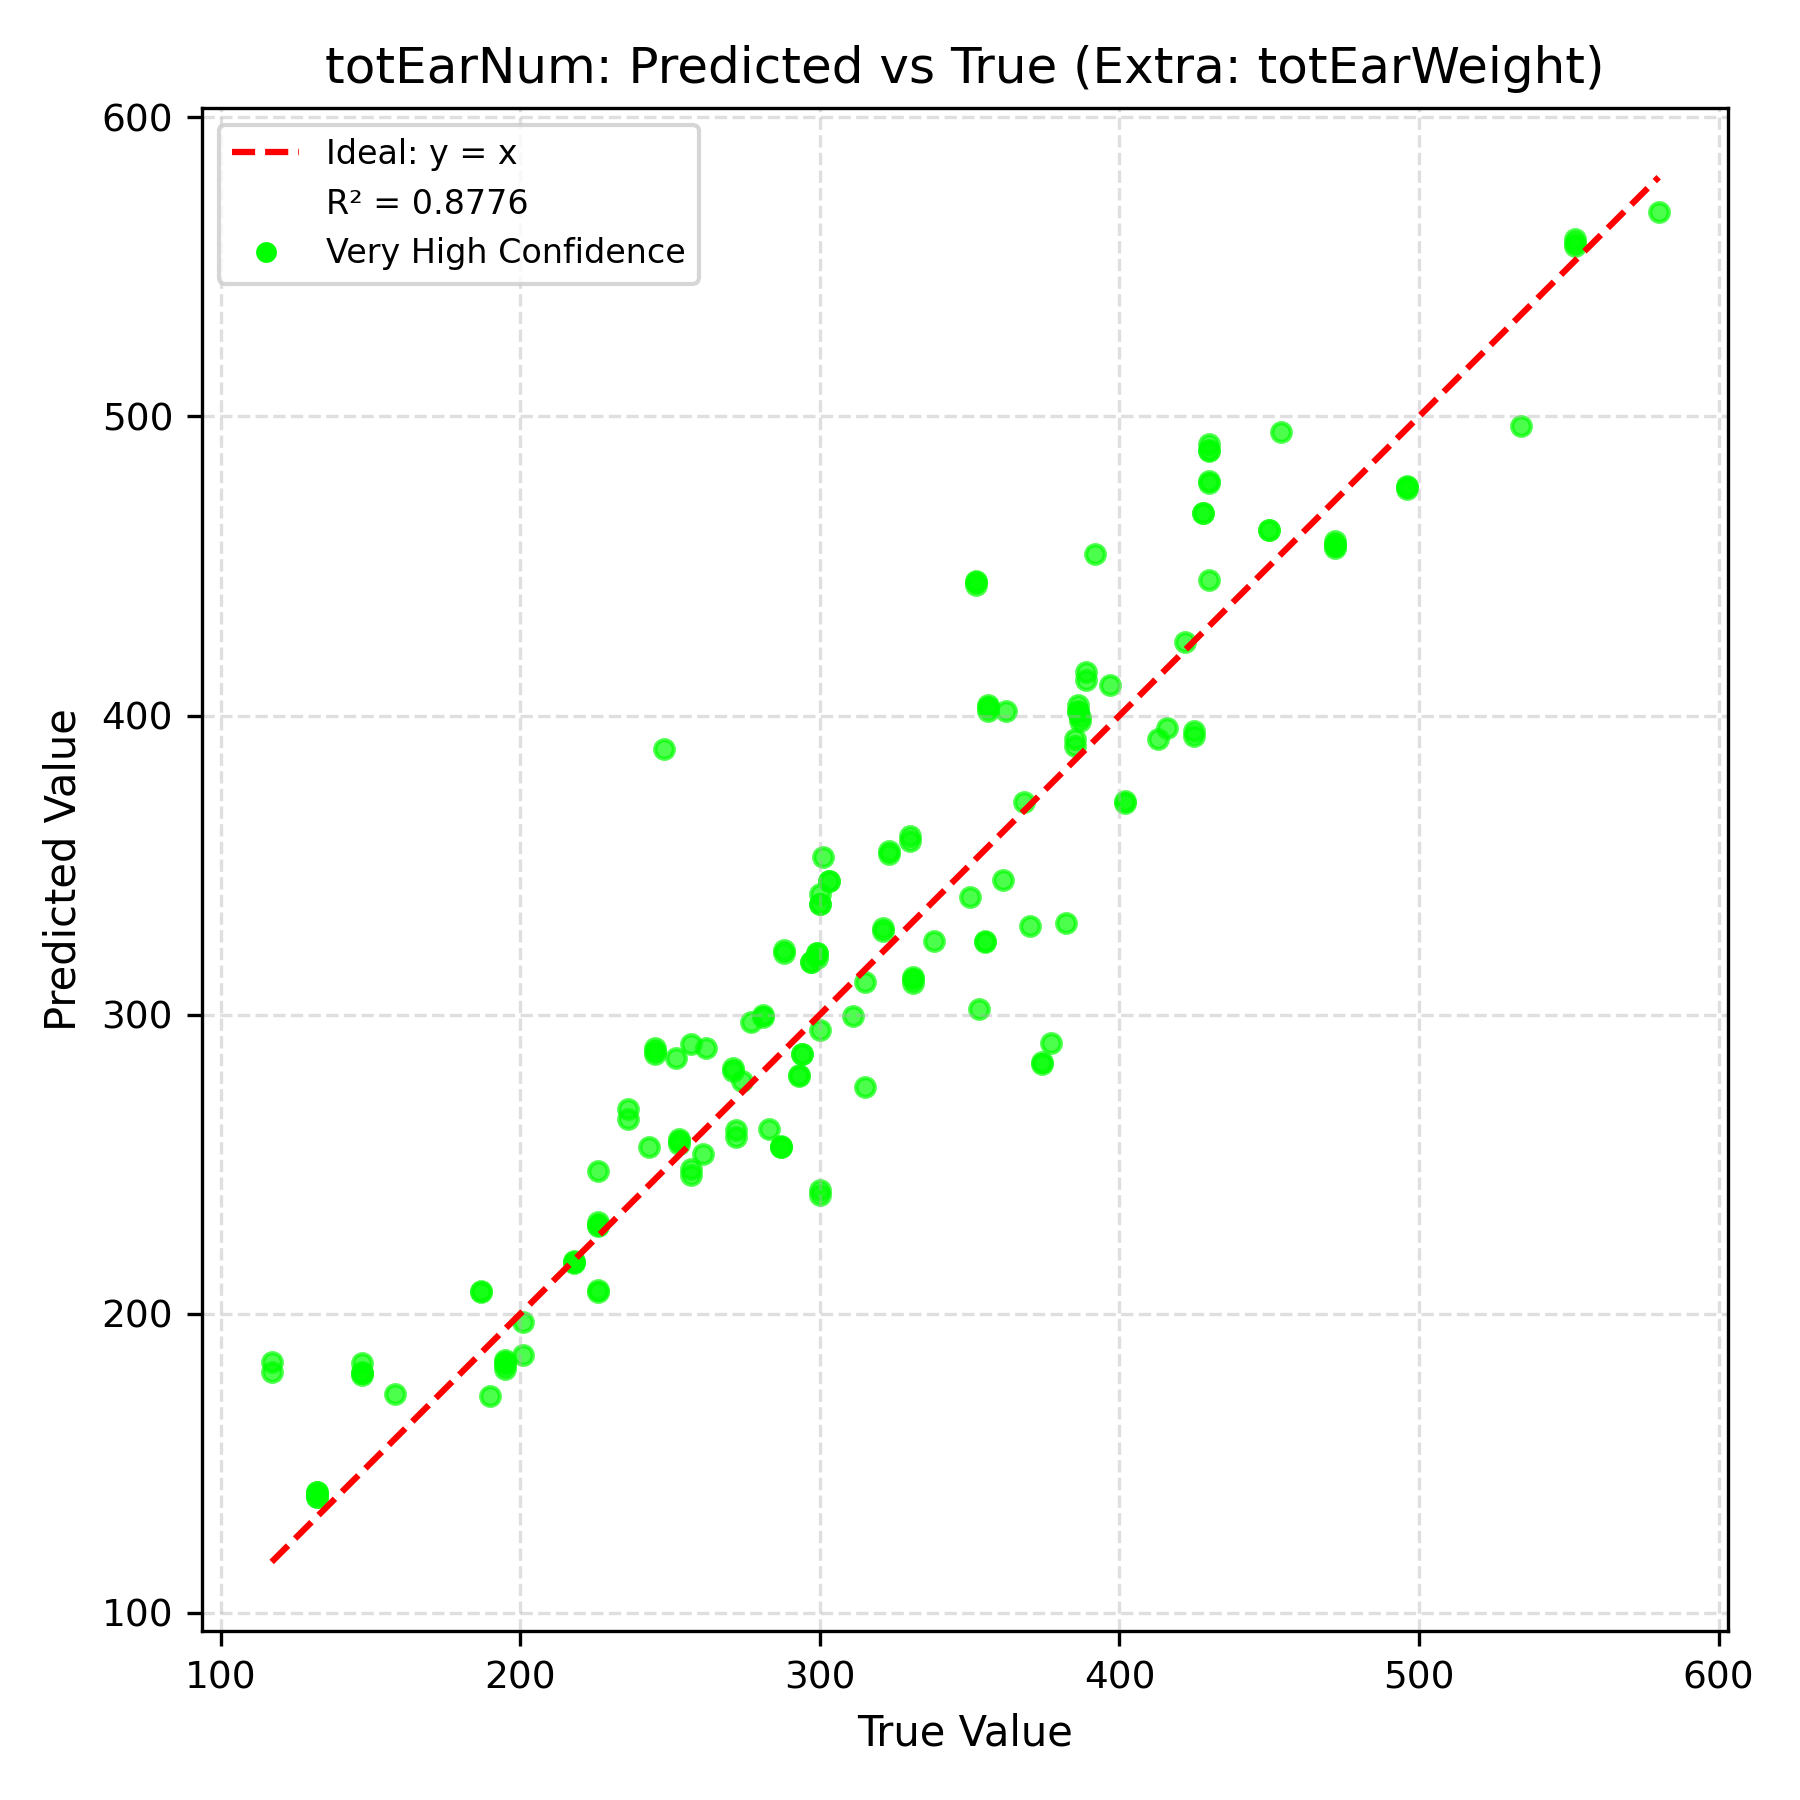 totEarNum: Predicted vs True (Extra: totEarWeight)
Ideal: y = x
R² = 0.8776
Very High Confidence
Predicted Value
600
500
400
300
200
100
100 200 300 400 500 600
True Value